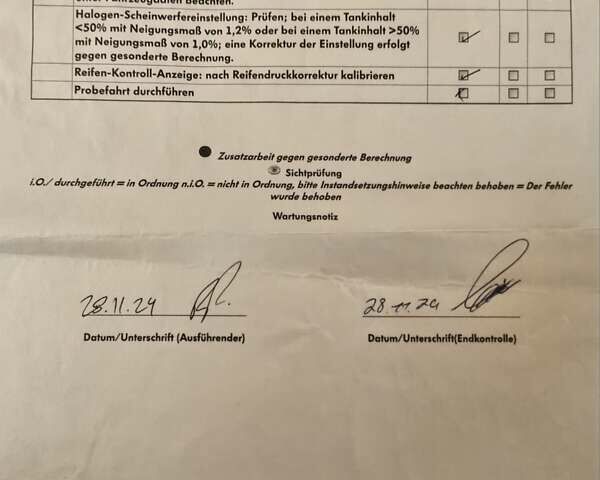 unter Fahrzeugdaten beachten.
Halogen-Scheinwerfereinstellung: Prüfen; bei einem Tankinhalt
<50% mit Neigungsmaß von 1,2% oder bei einem Tankinhalt >50%
mit Neigungsmaß von 1,0%; eine Korrektur der Einstellung erfolgt
gegen gesonderte Berechnung.
Reifen-Kontroll-Anzeige: nach Reifendruckkorrektur kalibrieren
Probefahrt durchführen
Zusatzarbeit gegen gesonderte Berechnung
Sichtprüfung
i.O./ durchgeführt = in Ordnung n.i.O. = nicht in Ordnung, bitte Instandsetzungshinweise beachten behoben = Der Fehler
wurde behoben
Wartungsnotiz
28.11.24 28.11.24
Datum/Unterschrift (Ausführender) Datum/Unterschrift(Endkontrolle)